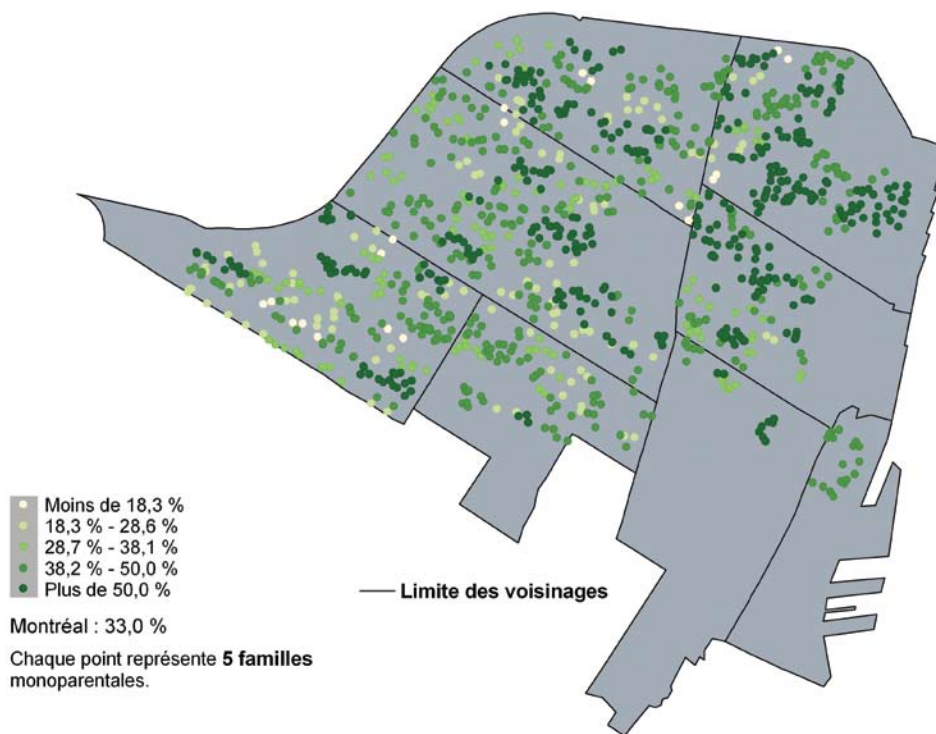 Moins de 18,3 %
18,3 % - 28,6 %
28,7 % - 38,1 %
38,2 % - 50,0 %
Plus de 50,0 %
Limite des voisinages
Montréal : 33,0 %
Chaque point représente 5 familles
monoparentales.